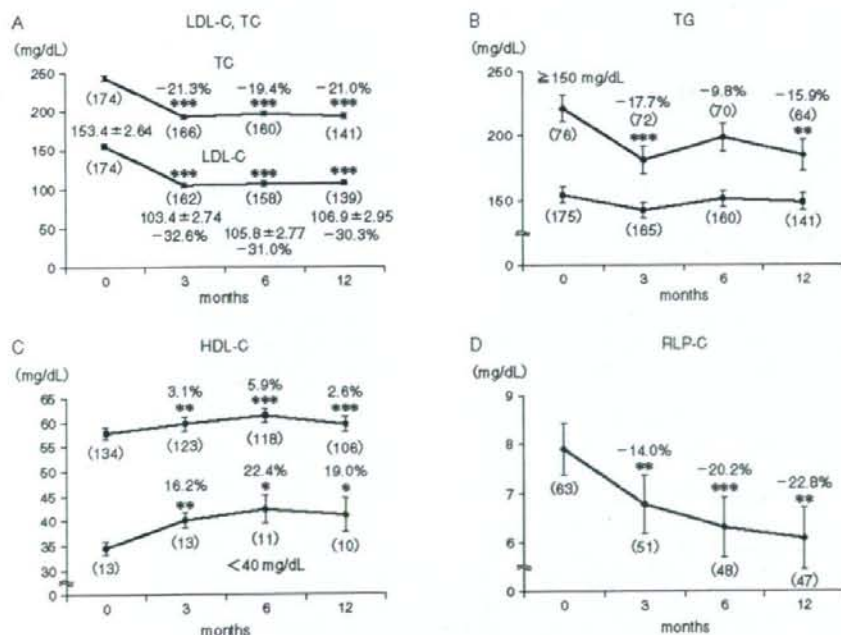 A
LDL-C, TC
(mg/dL)
TC
250
200
150
100
50
0
(174)
−21.3%
−19.4%
−21.0%
*** *** ***
(166)
(160)
(141)
153.4±2.64
LDL-C
(174)
*** *** ***
(162)
(158)
(139)
103.4±2.74
−32.6%
105.8±2.77
−31.0%
106.9±2.95
−30.3%
0 3 6 12
months
B
TG
(mg/dL)
250
200
150
0
≧150 mg/dL
−17.7%
(72)
−9.8%
(70)
−15.9%
(64)
(76)
***
**
(175)
(165)
(160)
(141)
0 3 6 12
months
C
HDL-C
(mg/dL)
65
60
55
50
45
40
35
30
0
3.1%
5.9%
2.6%
** *** ***
(134)
(123)
(118)
(106)
16.2%
22.4%
19.0%
** * *
(13)
(13)
(11)
(10)
<40 mg/dL
0 3 6 12
months
D
RLP-C
(mg/dL)
9
8
7
6
0
−14.0%
**
−20.2%
***
−22.8%
**
(63)
(51)
(48)
(47)
0 3 6 12
months